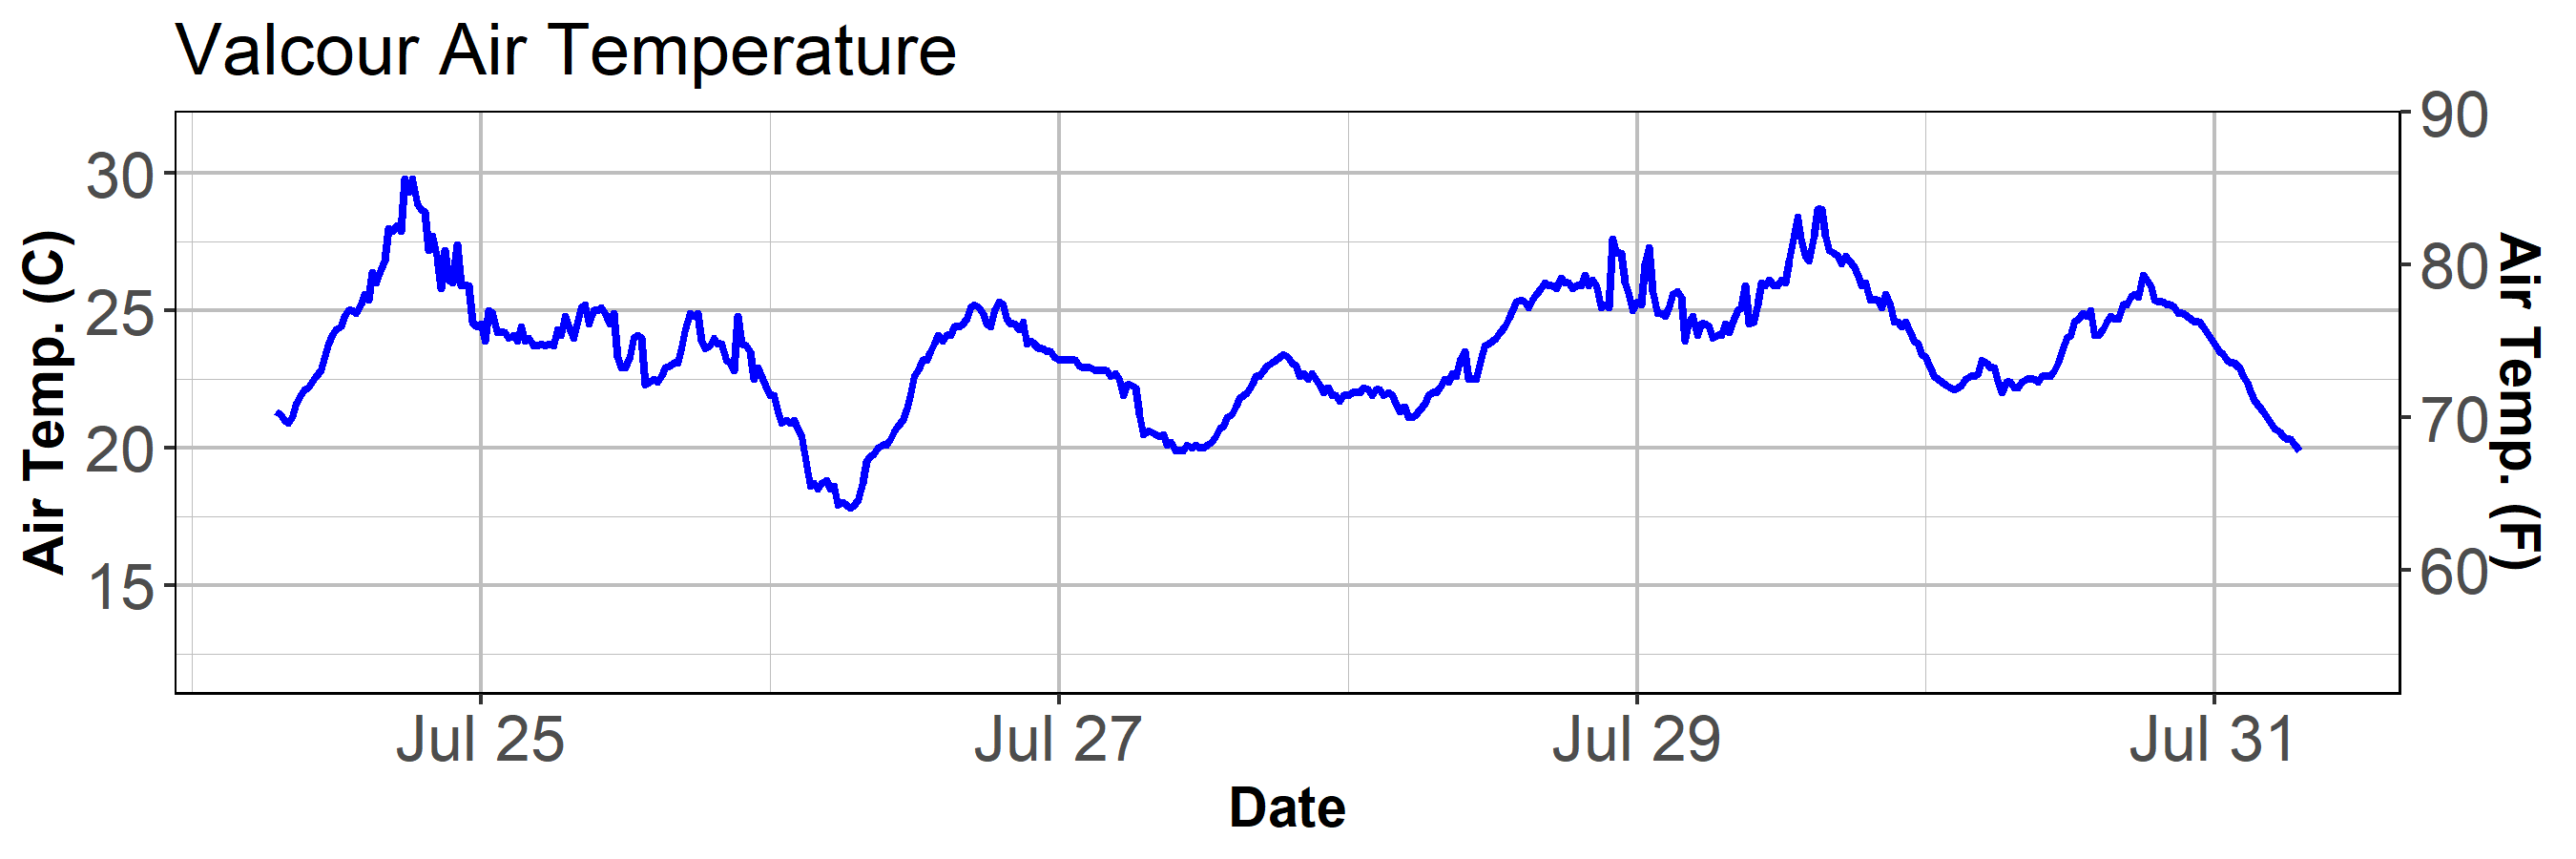 Valcour Air Temperature
Air Temp. (C)
30
25
20
15
90
80
70
60
Air Temp. (F)
Jul 25 Jul 27 Jul 29 Jul 31
Date